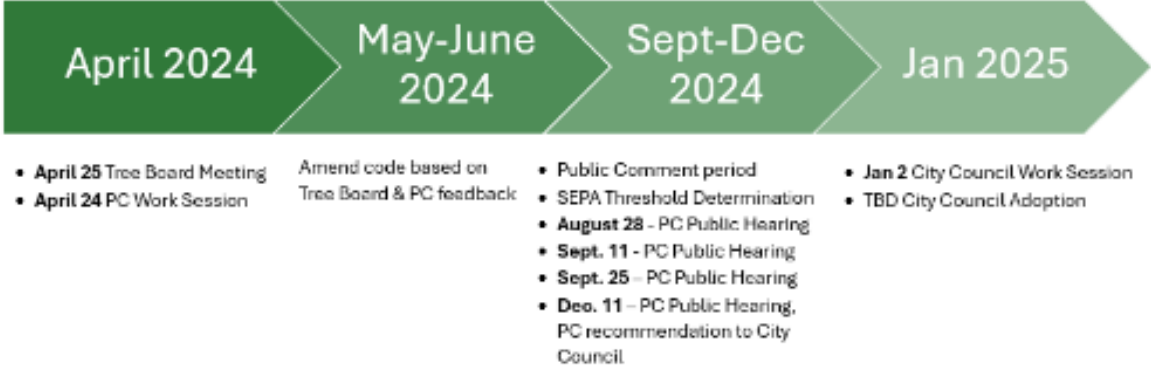 April 2024
May-June
2024
Sept-Dec
2024
Jan 2025
• April 25 Tree Board Meeting
• April 24 PC Work Session
Amend code based on
Tree Board & PC feedback
• Public Comment period
• SEPA Threshold Determination
• August 28 - PC Public Hearing
• Sept. 11 - PC Public Hearing
• Sept. 25 – PC Public Hearing
• Dec. 11 – PC Public Hearing,
PC recommendation to City
Council
• Jan 2 City Council Work Session
• TBD City Council Adoption